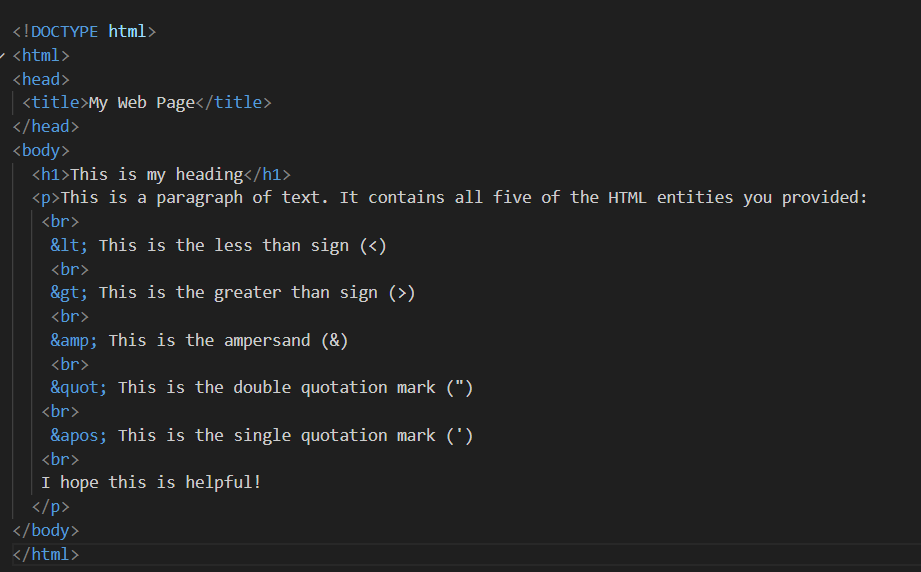 <!DOCTYPE html>
<html>
<head>
<title>My Web Page</title>
</head>
<body>
<h1>This is my heading</h1>
<p>This is a paragraph of text. It contains all five of the HTML entities you provided:
<br>
&lt; This is the less than sign (<)
<br>
&gt; This is the greater than sign (>)
<br>
&amp; This is the ampersand (&)
<br>
&quot; This is the double quotation mark (")
<br>
&apos; This is the single quotation mark (')
<br>
I hope this is helpful!
</p>
</body>
</html>